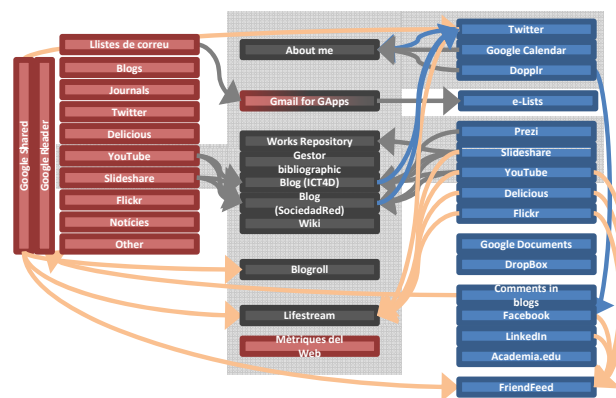 Google Shared
Google Reader
Llistes de correu
Blogs
Journals
Twitter
Delicious
YouTube
Slideshare
Flickr
Notícies
Other
About me
Gmail for GApps
Works Repository
Gestor
bibliographic
Blog (ICT4D)
Blog
(SociedadRed)
Wiki
Blogroll
Lifestream
Mètriques del
Web
Twitter
Google Calendar
Dopplr
e-Lists
Prezi
Slideshare
YouTube
Delicious
Flickr
Google Documents
DropBox
Comments in
blogs
Facebook
LinkedIn
Academia.edu
FriendFeed